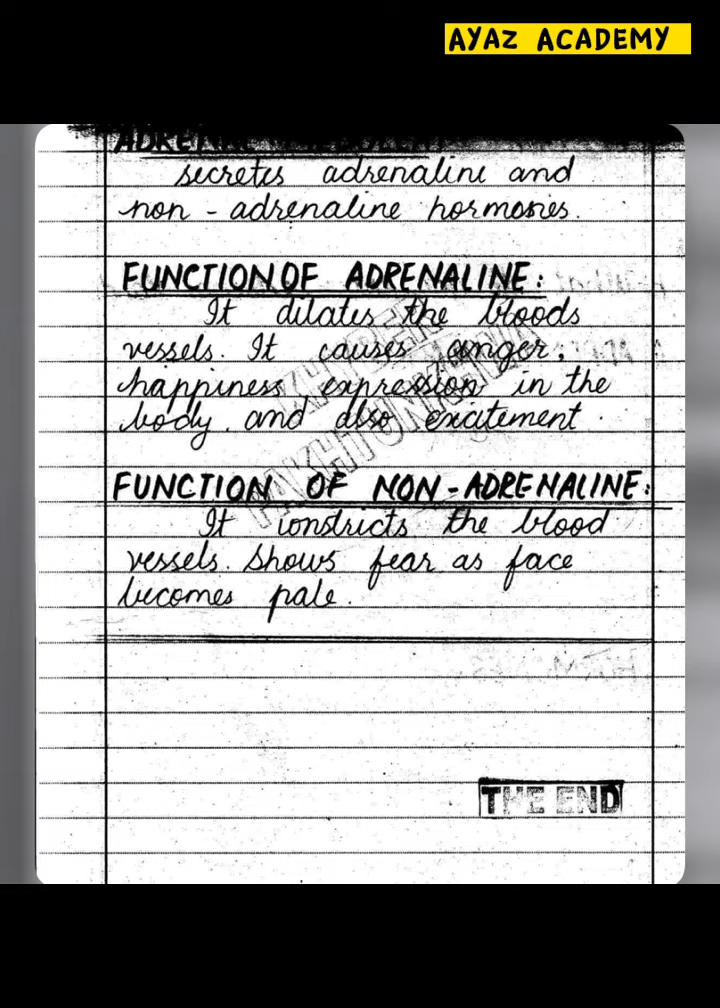 AYAZ ACADEMY
secretes adrenaline and
non - adrenaline hormones.
FUNCTION OF ADRENALINE:
It dilates the bloods
vessels. It causes anger,
happiness expression in the
body. and also excitement.
KHYBER
PAKHTUNKHWA
FUNCTION OF NON-ADRENALINE:
It constricts the blood
vessels. Shows fear as face
becomes pale.
THE END